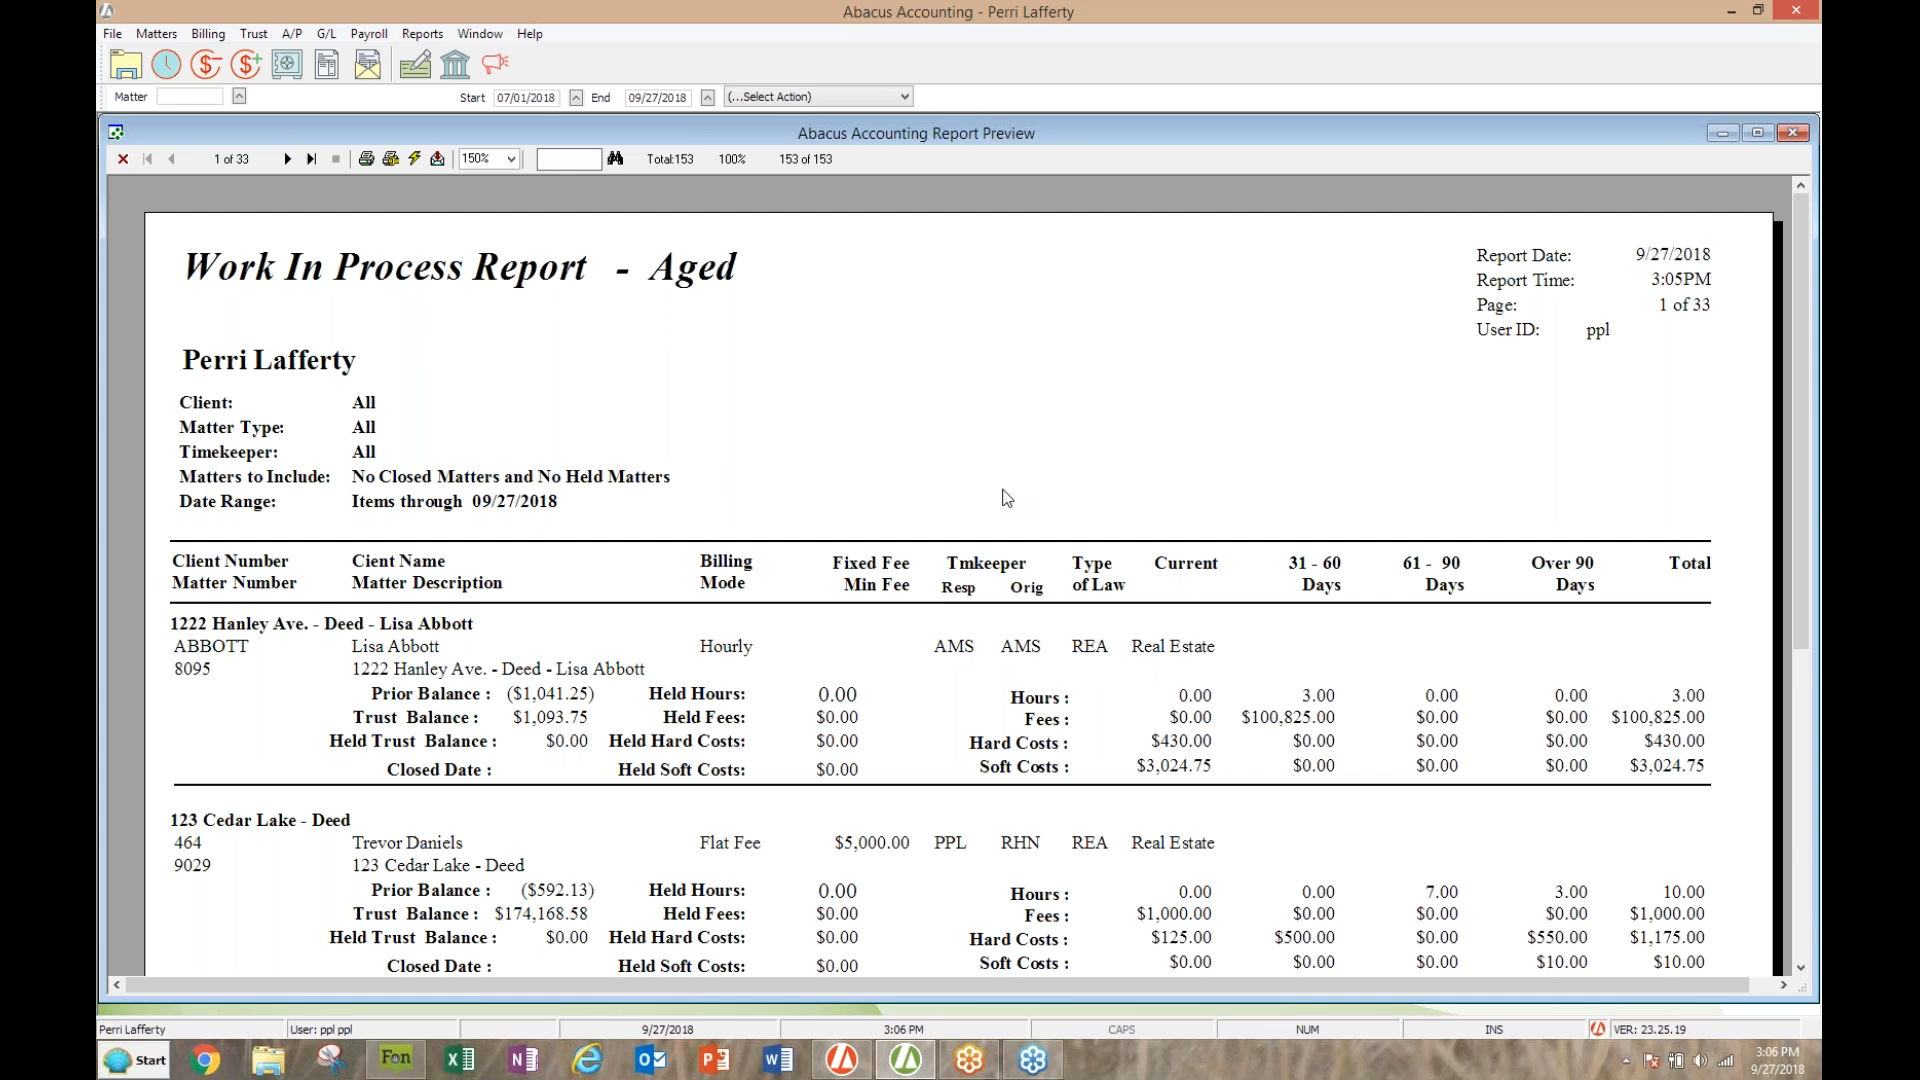 Abacus Accounting - Perri Lafferty
File Matters Billing Trust A/P G/L Payroll Reports Window Help
Matter Start 07/01/2018 End 09/27/2018 (...Select Action)
Abacus Accounting Report Preview
1 of 33 150% Total:153 100% 153 of 153
Work In Process Report - Aged
Report Date: 9/27/2018
Report Time: 3:05PM
Page: 1 of 33
User ID: ppl
Perri Lafferty
Client: All
Matter Type: All
Timekeeper: All
Matters to Include: No Closed Matters and No Held Matters
Date Range: Items through 09/27/2018
Client Number Cient Name Billing Fixed Fee Tmkeeper Type Current 31 - 60 61 - 90 Over 90 Total
Matter Number Matter Description Mode Min Fee Resp Orig of Law Days Days Days
1222 Hanley Ave. - Deed - Lisa Abbott
ABBOTT Lisa Abbott Hourly AMS AMS REA Real Estate
8095 1222 Hanley Ave. - Deed - Lisa Abbott
Prior Balance : ($1,041.25) Held Hours: 0.00 Hours : 0.00 3.00 0.00 0.00 3.00
Trust Balance : $1,093.75 Held Fees: $0.00 Fees : $0.00 $100,825.00 $0.00 $0.00 $100,825.00
Held Trust Balance : $0.00 Held Hard Costs: $0.00 Hard Costs : $430.00 $0.00 $0.00 $0.00 $430.00
Closed Date : Held Soft Costs: $0.00 Soft Costs : $3,024.75 $0.00 $0.00 $0.00 $3,024.75
123 Cedar Lake - Deed
464 Trevor Daniels Flat Fee $5,000.00 PPL RHN REA Real Estate
9029 123 Cedar Lake - Deed
Prior Balance : ($592.13) Held Hours: 0.00 Hours : 0.00 0.00 7.00 3.00 10.00
Trust Balance : $174,168.58 Held Fees: $0.00 Fees : $1,000.00 $0.00 $0.00 $0.00 $1,000.00
Held Trust Balance : $0.00 Held Hard Costs: $0.00 Hard Costs : $125.00 $500.00 $0.00 $550.00 $1,175.00
Closed Date : Held Soft Costs: $0.00 Soft Costs : $0.00 $0.00 $0.00 $10.00 $10.00
Perri Lafferty User: ppl ppl 9/27/2018 3:06 PM CAPS NUM INS VER: 23.25.19
Start Fen 3:06 PM
9/27/2018